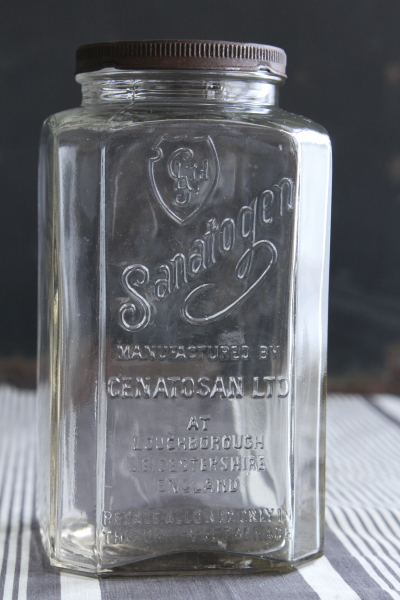 Sanatogen
MANUFACTURED BY
GENATOSAN LTD
AT
LOUGHBOROUGH
LEICESTERSHIRE
ENGLAND